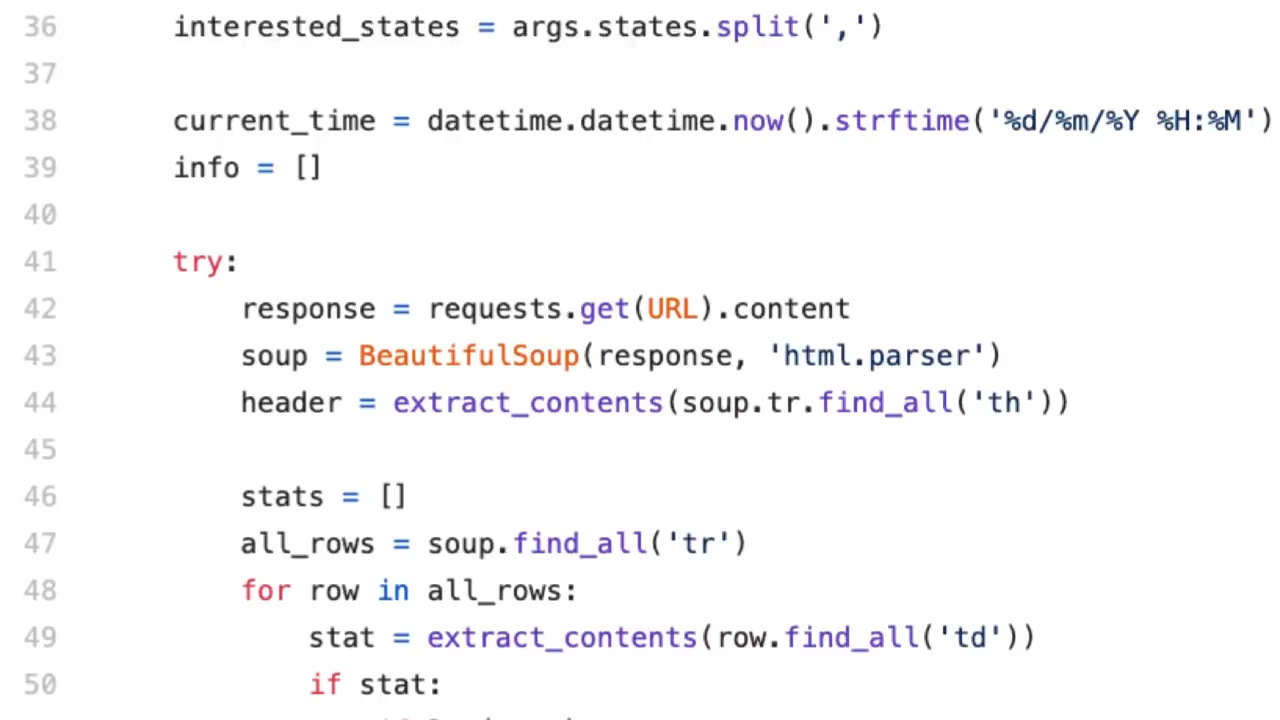 36 interested_states = args.states.split(',')
37
38 current_time = datetime.datetime.now().strftime('%d/%m/%Y %H:%M')
39 info = []
40
41 try:
42 response = requests.get(URL).content
43 soup = BeautifulSoup(response, 'html.parser')
44 header = extract_contents(soup.tr.find_all('th'))
45
46 stats = []
47 all_rows = soup.find_all('tr')
48 for row in all_rows:
49 stat = extract_contents(row.find_all('td'))
50 if stat: